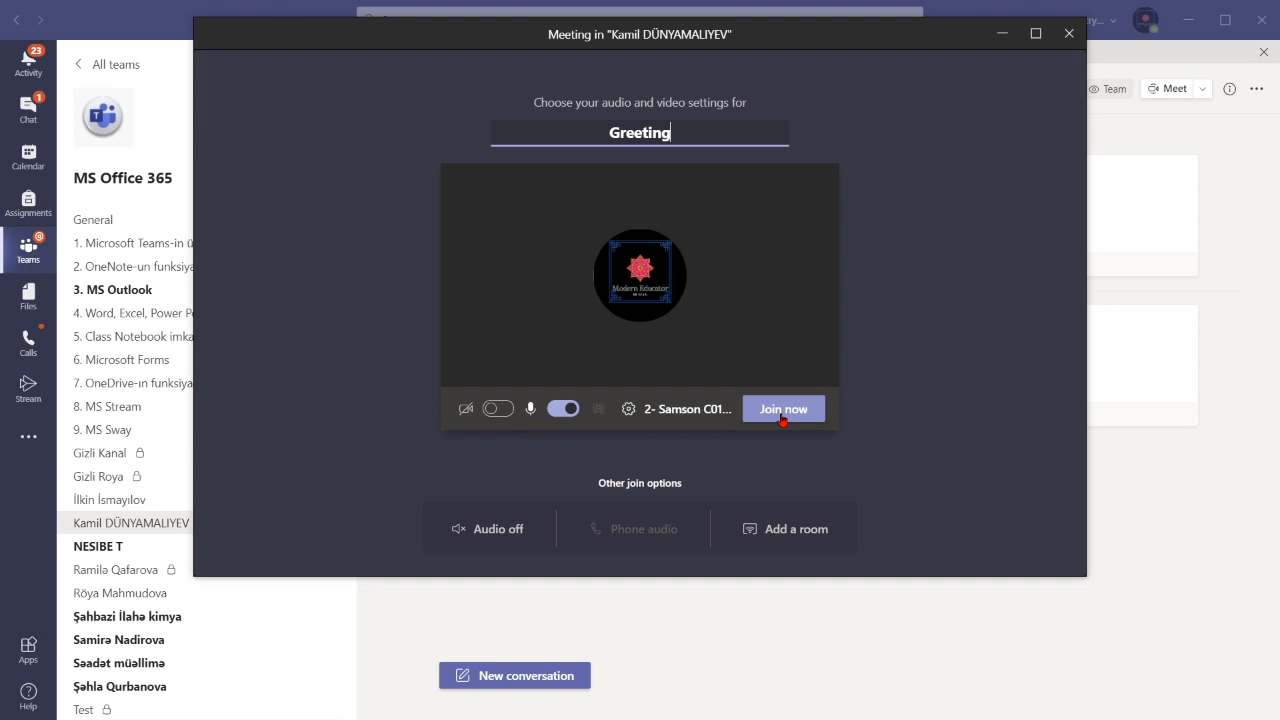 Meeting in "Kamil DÜNYAMALIYEV"
23
Activity
1
Chat
Calendar
Assignments
Teams
Files
Calls
Stream
Apps
Help
All teams
MS Office 365
General
1. Microsoft Teams-in ü
2. OneNote-un funksiya
3. MS Outlook
4. Word, Excel, Power P
5. Class Notebook imka
6. Microsoft Forms
7. OneDrive-ın funksiya
8. MS Stream
9. MS Sway
Gizli Kanal
Gizli Roya
İlkin İsmayılov
Kamil DÜNYAMALIYEV
NESIBE T
Ramilə Qafarova
Röya Mahmudova
Şahbazi İlahə kimya
Samirə Nadirova
Səadət müəllimə
Şəhla Qurbanova
Test
Choose your audio and video settings for
Greeting
Modern Educator
2- Samson C01...
Join now
Other join options
Audio off
Phone audio
Add a room
Team
Meet
New conversation